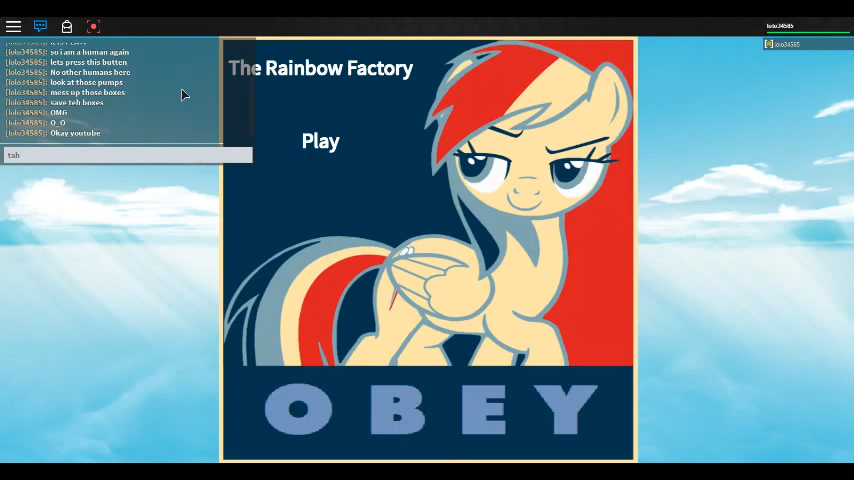 lolo34585
lolo34585
[lolo34585]: so i am a human again
[lolo34585]: lets press this butten
[lolo34585]: No other humans here
[lolo34585]: look at those pumps
[lolo34585]: mess up those boxes
[lolo34585]: save teh boxes
[lolo34585]: OMG
[lolo34585]: O_O
[lolo34585]: Okay youtube
tah
The Rainbow Factory
Play
OBEY